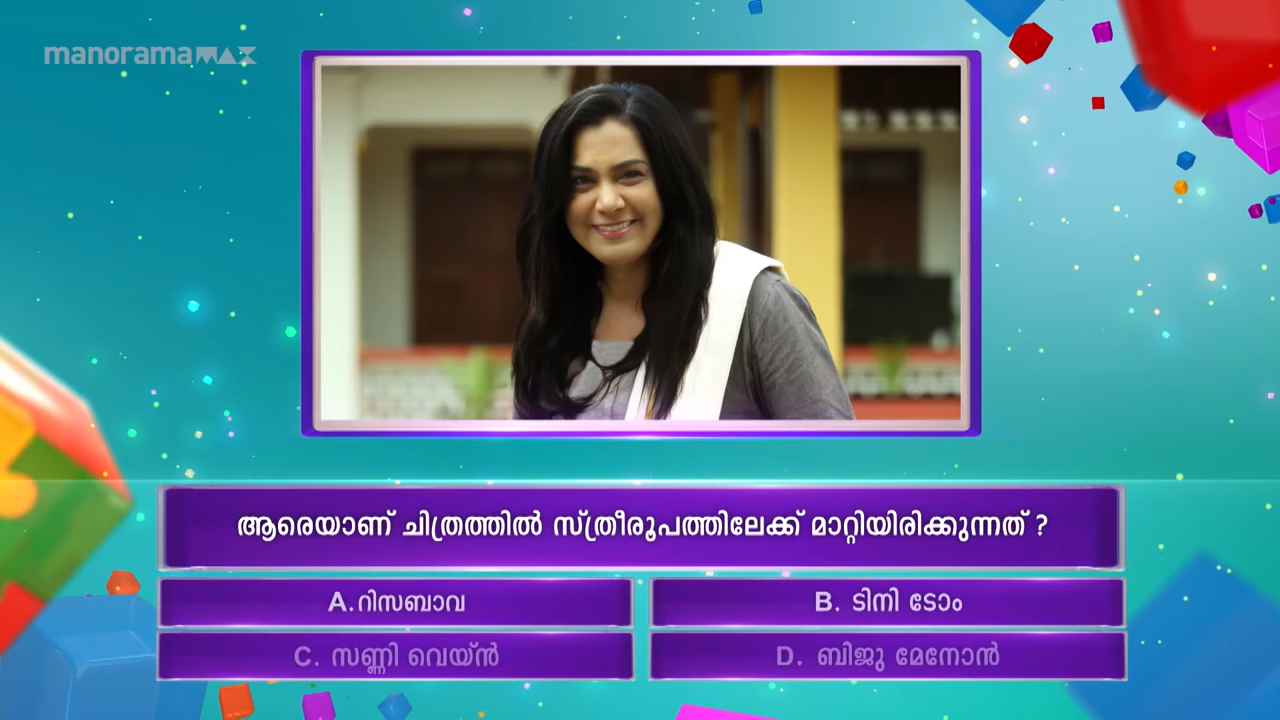 manoramaMAX
ആരെയാണ് ചിത്രത്തിൽ സ്ത്രീരൂപത്തിലേക്ക് മാറ്റിയിരിക്കുന്നത് ?
A.റിസബാവ
B. ടിനി ടോം
C. സണ്ണി വെയ്ൻ
D. ബിജു മേനോൻ